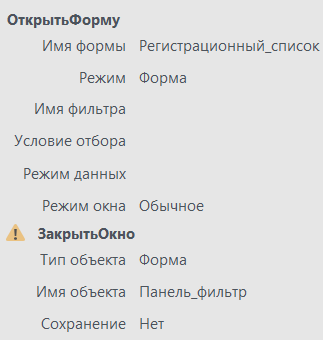 ОткрытьФорму
Имя формы Регистрационный_список
Режим Форма
Имя фильтра
Условие отбора
Режим данных
Режим окна Обычное
ЗакрытьОкно
Тип объекта Форма
Имя объекта Панель_фильтр
Сохранение Нет